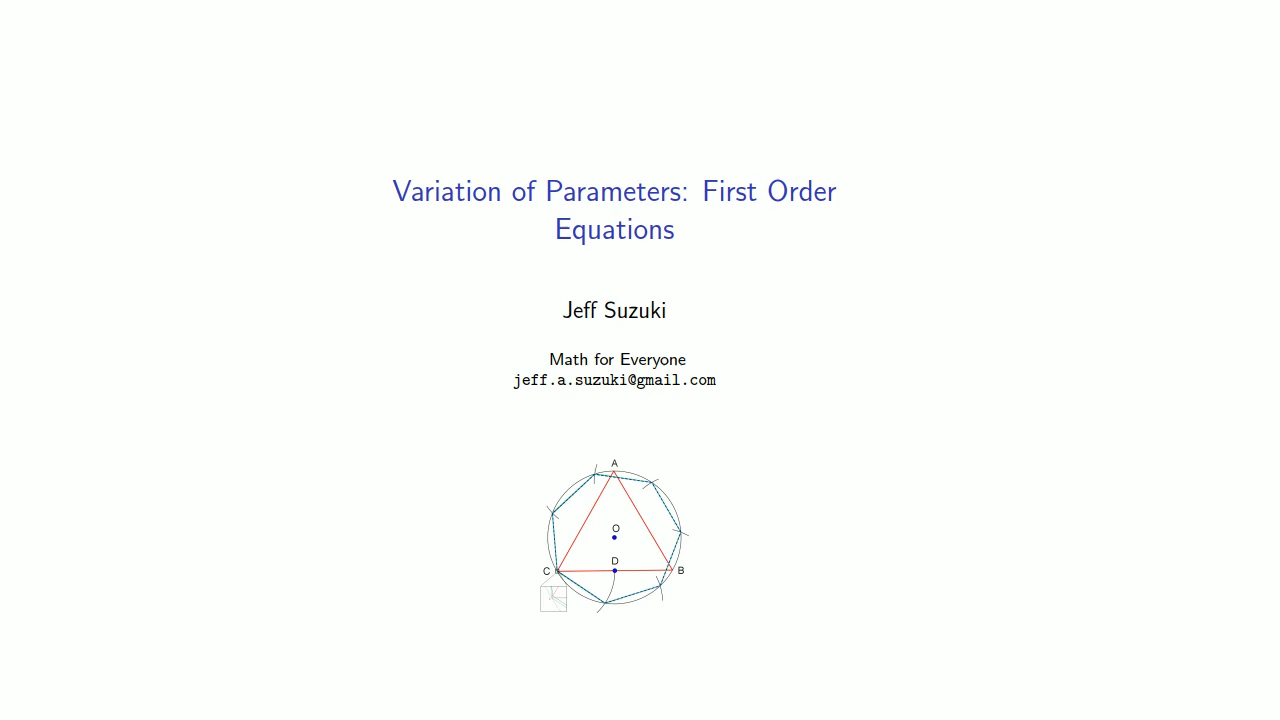 Variation of Parameters: First Order
Equations
Jeff Suzuki
Math for Everyone
jeff.a.suzuki@gmail.com
A
O
D
C
B